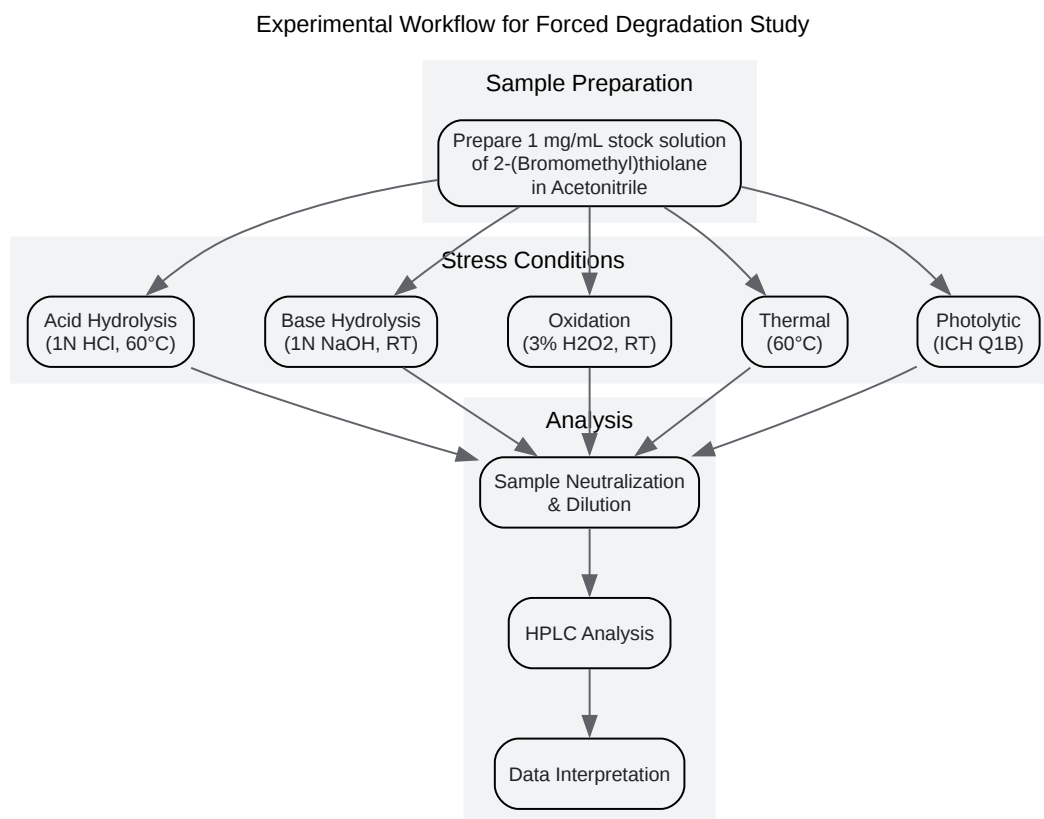 Experimental Workflow for Forced Degradation Study
Sample Preparation
Prepare 1 mg/mL stock solution
of 2-(Bromomethyl)thiolane
in Acetonitrile
Stress Conditions
Acid Hydrolysis
(1N HCl, 60°C)
Base Hydrolysis
(1N NaOH, RT)
Oxidation
(3% H2O2, RT)
Thermal
(60°C)
Photolytic
(ICH Q1B)
Analysis
Sample Neutralization
& Dilution
HPLC Analysis
Data Interpretation